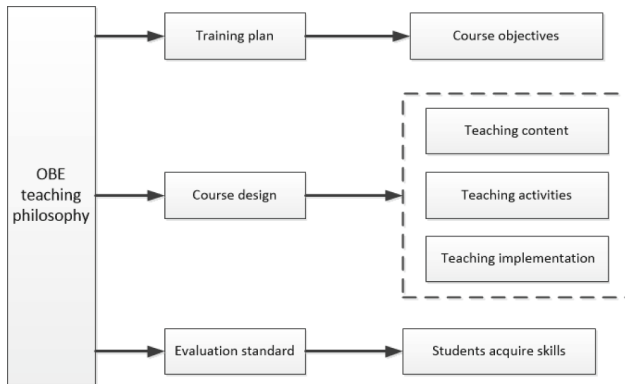 Training plan
Course objectives
OBE
teaching
philosophy
Course design
Teaching content
Teaching activities
Teaching implementation
Evaluation standard
Students acquire skills